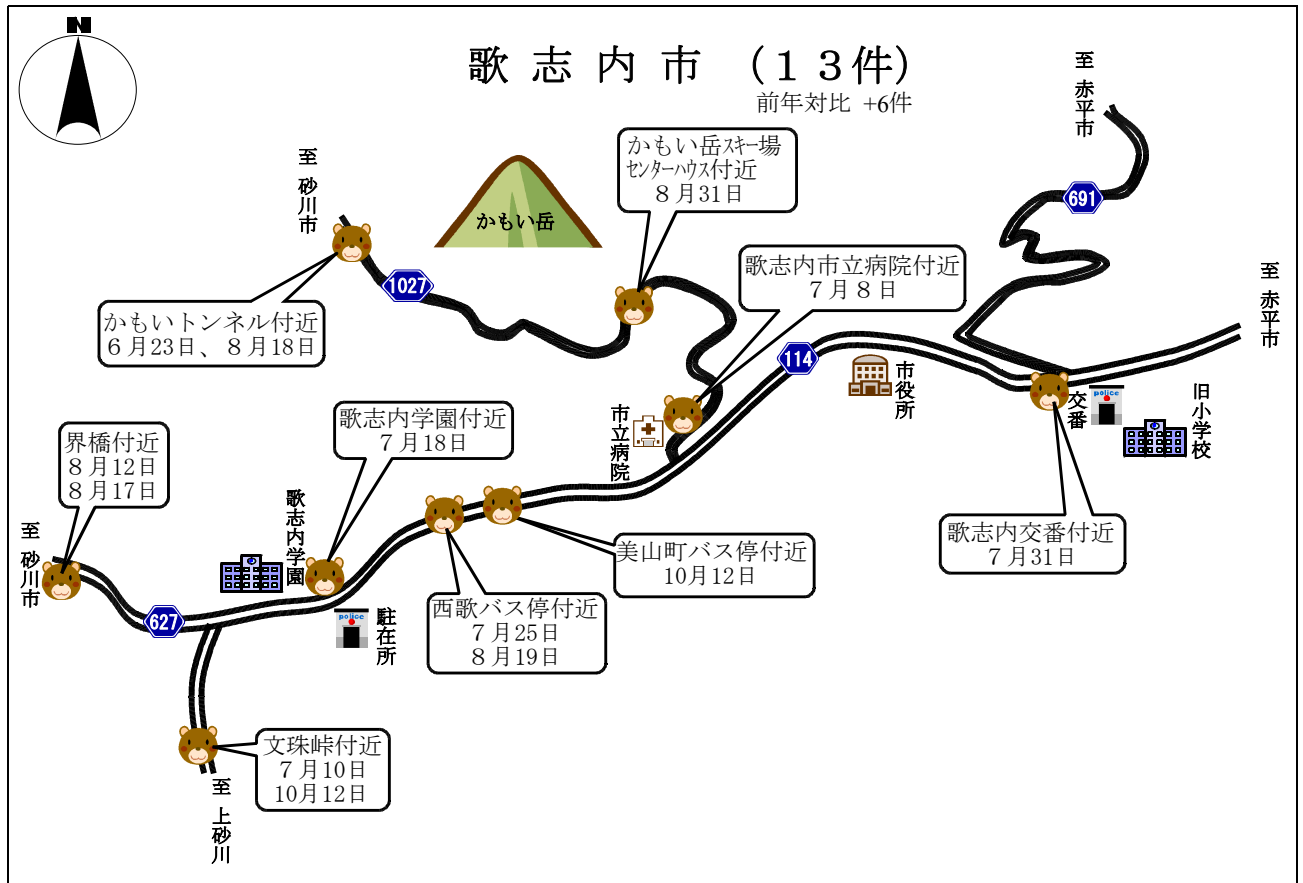 N
歌志内市（１３件）
前年対比 +6件
至 赤平市
691
かもい岳スキー場
センターハウス付近
８月31日
至 砂川市
かもい岳
1027
歌志内市立病院付近
７月８日
至 赤平市
かもいトンネル付近
６月23日、８月18日
114
市役所
交番
police
旧小学校
市立病院
歌志内学園付近
７月18日
界橋付近
８月12日
８月17日
歌志内学園
歌志内交番付近
７月31日
至 砂川市
美山町バス停付近
10月12日
627
police
駐在所
西歌バス停付近
７月25日
８月19日
文珠峠付近
７月10日
10月12日
至 上砂川